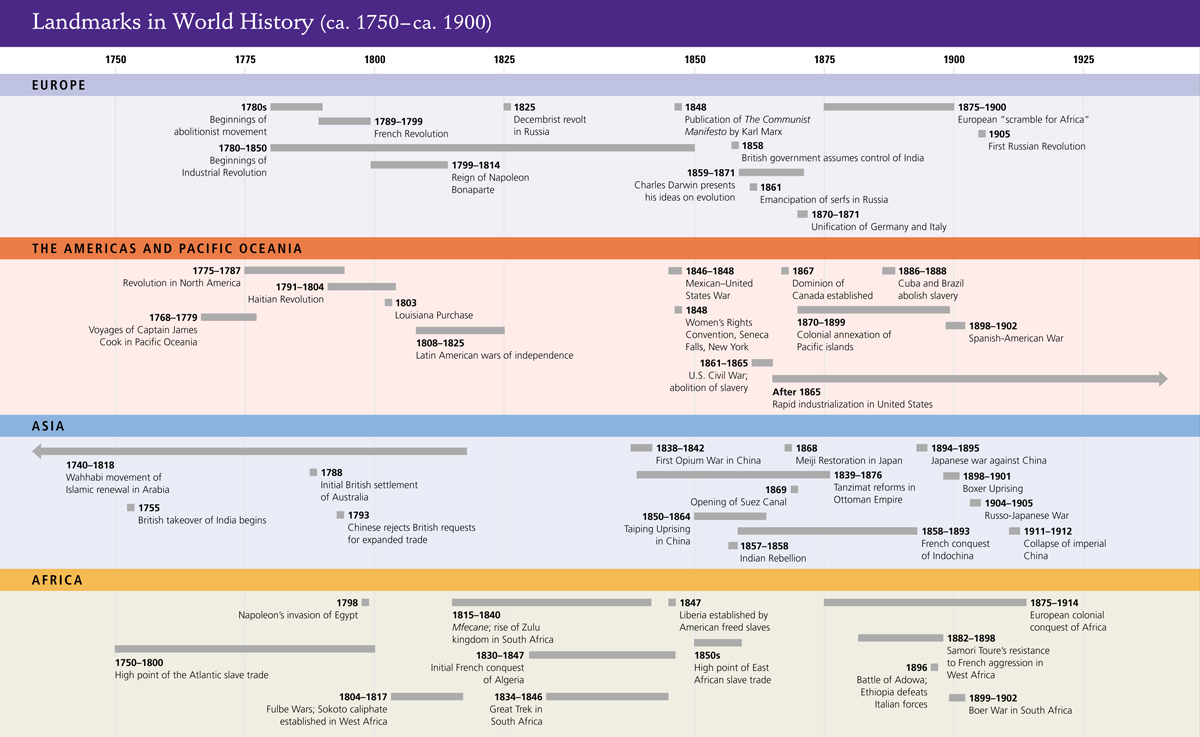 Landmarks in World History (ca. 1750–ca. 1900)
1750 1775 1800 1825 1850 1875 1900 1925
EUROPE
1780s
Beginnings of
abolitionist movement
1789–1799
French Revolution
1825
Decembrist revolt
in Russia
1848
Publication of The Communist
Manifesto by Karl Marx
1875–1900
European “scramble for Africa”
1905
First Russian Revolution
1780–1850
Beginnings of
Industrial Revolution
1799–1814
Reign of Napoleon
Bonaparte
1858
British government assumes control of India
1859–1871
Charles Darwin presents
his ideas on evolution
1861
Emancipation of serfs in Russia
1870–1871
Unification of Germany and Italy
THE AMERICAS AND PACIFIC OCEANIA
1775–1787
Revolution in North America
1791–1804
Haitian Revolution
1803
Louisiana Purchase
1768–1779
Voyages of Captain James
Cook in Pacific Oceania
1808–1825
Latin American wars of independence
1846–1848
Mexican–United
States War
1867
Dominion of
Canada established
1886–1888
Cuba and Brazil
abolish slavery
1848
Women’s Rights
Convention, Seneca
Falls, New York
1870–1899
Colonial annexation of
Pacific islands
1898–1902
Spanish-American War
1861–1865
U.S. Civil War;
abolition of slavery
After 1865
Rapid industrialization in United States
ASIA
1740–1818
Wahhabi movement of
Islamic renewal in Arabia
1788
Initial British settlement
of Australia
1755
British takeover of India begins
1793
Chinese rejects British requests
for expanded trade
1838–1842
First Opium War in China
1868
Meiji Restoration in Japan
1894–1895
Japanese war against China
1839–1876
Tanzimat reforms in
Ottoman Empire
1898–1901
Boxer Uprising
1869
Opening of Suez Canal
1904–1905
Russo-Japanese War
1850–1864
Taiping Uprising
in China
1858–1893
French conquest
of Indochina
1911–1912
Collapse of imperial
China
1857–1858
Indian Rebellion
AFRICA
1798
Napoleon’s invasion of Egypt
1815–1840
Mfecane; rise of Zulu
kingdom in South Africa
1847
Liberia established by
American freed slaves
1875–1914
European colonial
conquest of Africa
1750–1800
High point of the Atlantic slave trade
1830–1847
Initial French conquest
of Algeria
1850s
High point of East
African slave trade
1882–1898
Samori Toure’s resistance
to French aggression in
West Africa
1896
Battle of Adowa;
Ethiopia defeats
Italian forces
1804–1817
Fulbe Wars; Sokoto caliphate
established in West Africa
1834–1846
Great Trek in
South Africa
1899–1902
Boer War in South Africa